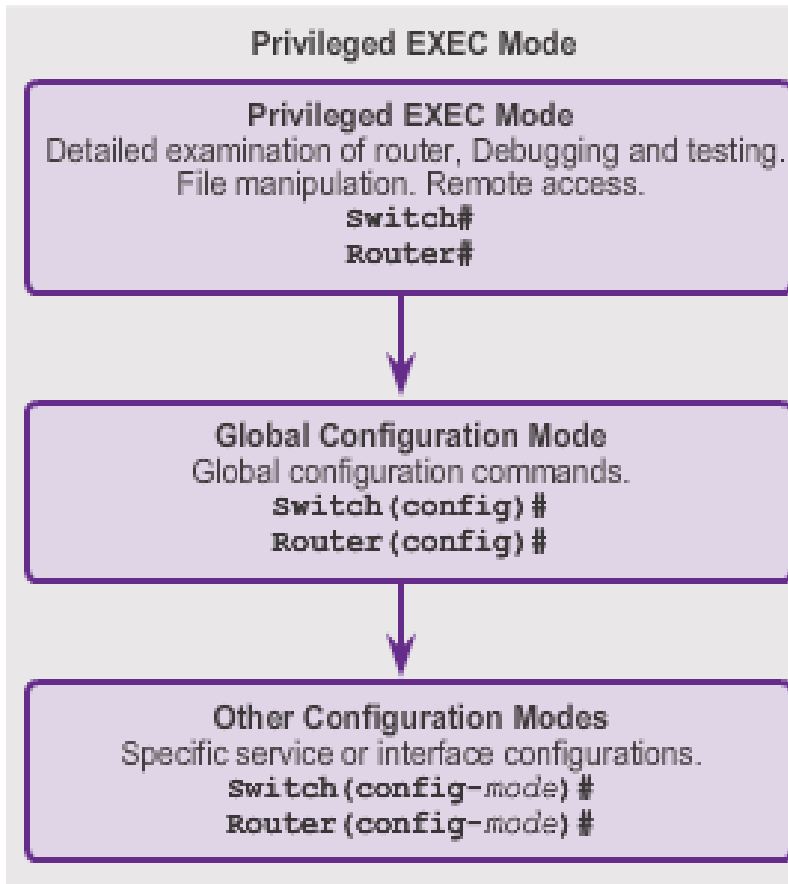 Privileged EXEC Mode
Privileged EXEC Mode
Detailed examination of router, Debugging and testing.
File manipulation. Remote access.
Switch#
Router#
Global Configuration Mode
Global configuration commands.
Switch(config)#
Router(config)#
Other Configuration Modes
Specific service or interface configurations.
Switch(config-mode)#
Router(config-mode)#